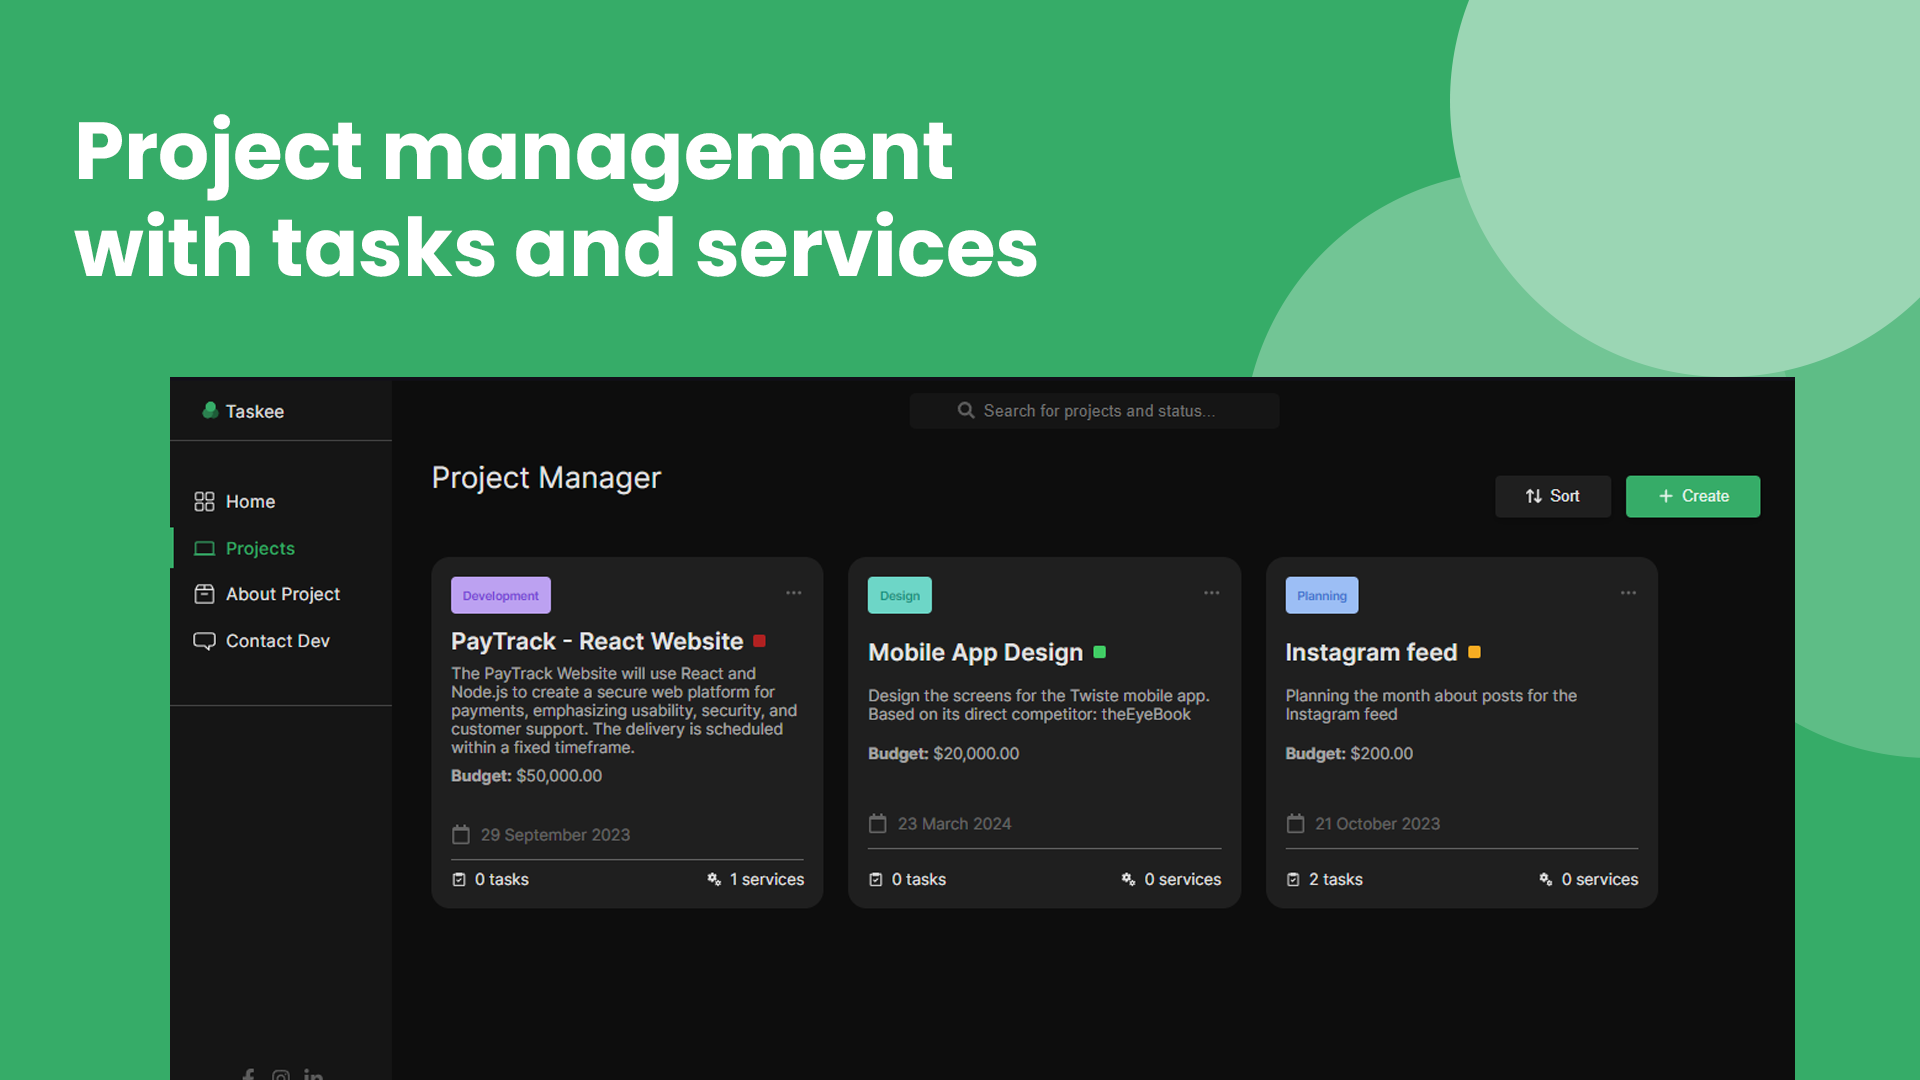 Project management
with tasks and services
Taskee
Search for projects and status...
Home
Projects
About Project
Contact Dev
Project Manager
Sort
Create
Development
PayTrack - React Website
The PayTrack Website will use React and
Node.js to create a secure web platform for
payments, emphasizing usability, security, and
customer support. The delivery is scheduled
within a fixed timeframe.
Budget: $50,000.00
29 September 2023
0 tasks
1 services
Design
Mobile App Design
Design the screens for the Twiste mobile app.
Based on its direct competitor: theEyeBook
Budget: $20,000.00
23 March 2024
0 tasks
0 services
Planning
Instagram feed
Planning the month about posts for the
Instagram feed
Budget: $200.00
21 October 2023
2 tasks
0 services